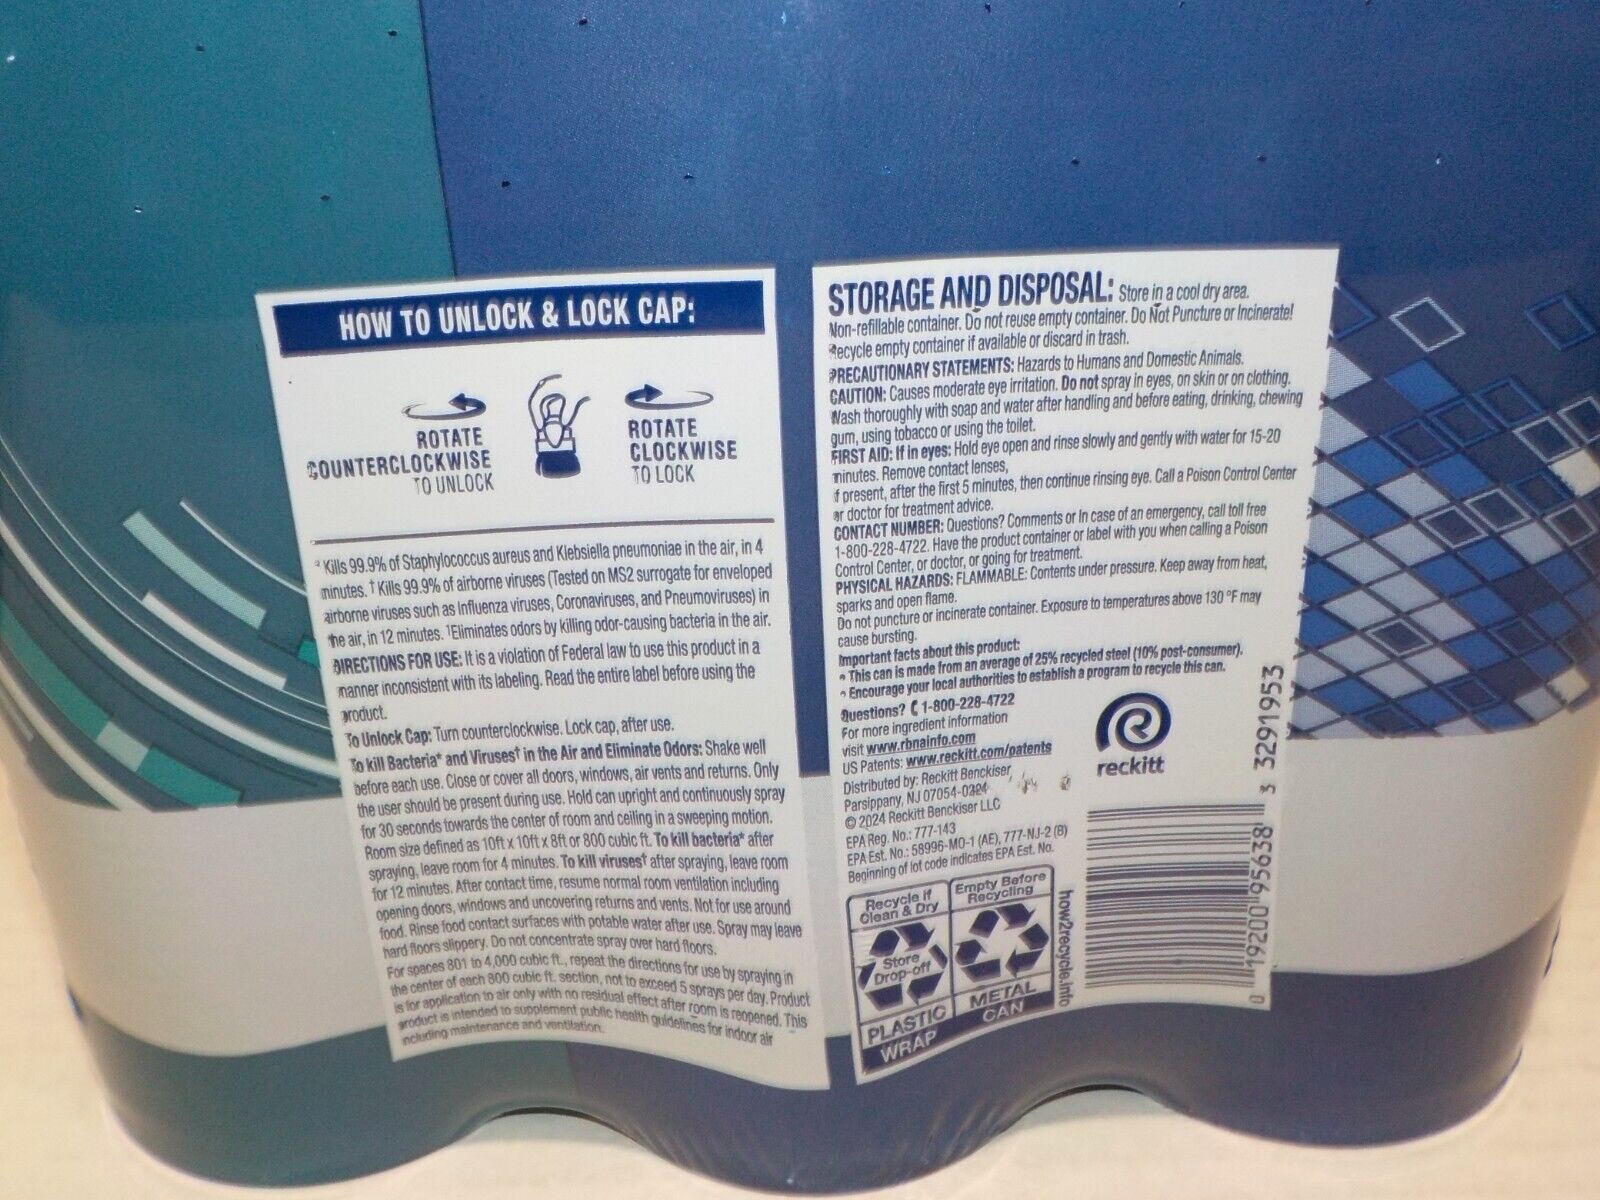 HOW TO UNLOCK & LOCK CAP:
ROTATE
COUNTERCLOCKWISE
TO UNLOCK
ROTATE
CLOCKWISE
TO LOCK
* Kills 99.9% of Staphylococcus aureus and Klebsiella pneumoniae in the air, in 4
minutes. † Kills 99.9% of airborne viruses (Tested on MS2 surrogate for enveloped
airborne viruses such as Influenza viruses, Coronaviruses, and Pneumoviruses) in
the air, in 12 minutes. ¹Eliminates odors by killing odor-causing bacteria in the air.
DIRECTIONS FOR USE: It is a violation of Federal law to use this product in a
manner inconsistent with its labeling. Read the entire label before using the
product.
To Unlock Cap: Turn counterclockwise. Lock cap, after use.
To kill Bacteria* and Viruses† in the Air and Eliminate Odors: Shake well
before each use. Close or cover all doors, windows, air vents and returns. Only
the user should be present during use. Hold can upright and continuously spray
for 30 seconds towards the center of room and ceiling in a sweeping motion.
Room size defined as 10ft x 10ft x 8ft or 800 cubic ft. To kill bacteria* after
spraying, leave room for 4 minutes. To kill viruses† after spraying, leave room
for 12 minutes. After contact time, resume normal room ventilation including
opening doors, windows and uncovering returns and vents. Not for use around
food. Rinse food contact surfaces with potable water after use. Spray may leave
hard floors slippery. Do not concentrate spray over hard floors.
For spaces 801 to 4,000 cubic ft., repeat the directions for use by spraying in
the center of each 800 cubic ft. section, not to exceed 5 sprays per day. Product
is for application to air only with no residual effect after room is reopened. This
product is intended to supplement public health guidelines for indoor air
including maintenance and ventilation.
STORAGE AND DISPOSAL: Store in a cool dry area.
Non-refillable container. Do not reuse empty container. Do Not Puncture or Incinerate!
Recycle empty container if available or discard in trash.
PRECAUTIONARY STATEMENTS: Hazards to Humans and Domestic Animals.
CAUTION: Causes moderate eye irritation. Do not spray in eyes, on skin or on clothing.
Wash thoroughly with soap and water after handling and before eating, drinking, chewing
gum, using tobacco or using the toilet.
FIRST AID: If in eyes: Hold eye open and rinse slowly and gently with water for 15-20
minutes. Remove contact lenses,
if present, after the first 5 minutes, then continue rinsing eye. Call a Poison Control Center
or doctor for treatment advice.
CONTACT NUMBER: Questions? Comments or In case of an emergency, call toll free
1-800-228-4722. Have the product container or label with you when calling a Poison
Control Center, or doctor, or going for treatment.
PHYSICAL HAZARDS: FLAMMABLE: Contents under pressure. Keep away from heat,
sparks and open flame.
Do not puncture or incinerate container. Exposure to temperatures above 130 °F may
cause bursting.
Important facts about this product:
• This can is made from an average of 25% recycled steel (10% post-consumer).
• Encourage your local authorities to establish a program to recycle this can.
Questions? 1-800-228-4722
For more ingredient information
visit www.rbnainfo.com
US Patents: www.reckitt.com/patents
Distributed by: Reckitt Benckiser
Parsippany, NJ 07054-0224
© 2024 Reckitt Benckiser LLC
EPA Reg. No.: 777-143
EPA Est. No.: 58996-MO-1 (AE), 777-NJ-2 (B)
Beginning of lot code indicates EPA Est. No.
reckitt
3 3291953
0 19200 95638
Recycle if
Clean & Dry
Store
Drop-off
PLASTIC
WRAP
Empty Before
Recycling
METAL
CAN
how2recycle.info